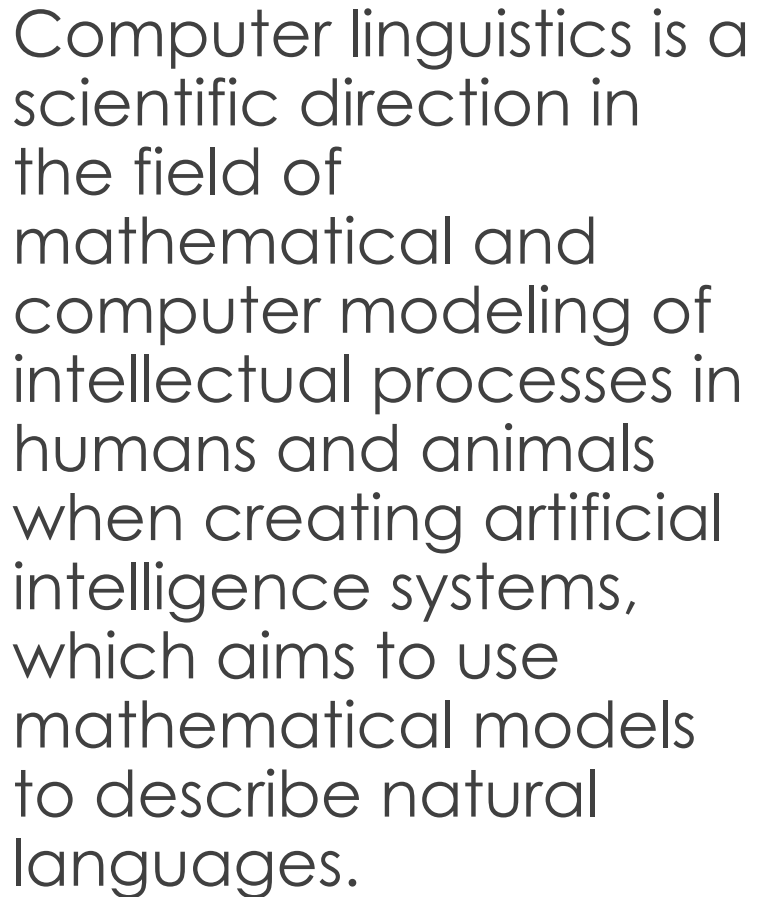 Computer linguistics is a
scientific direction in
the field of
mathematical and
computer modeling of
intellectual processes in
humans and animals
when creating artificial
intelligence systems,
which aims to use
mathematical models
to describe natural
languages.